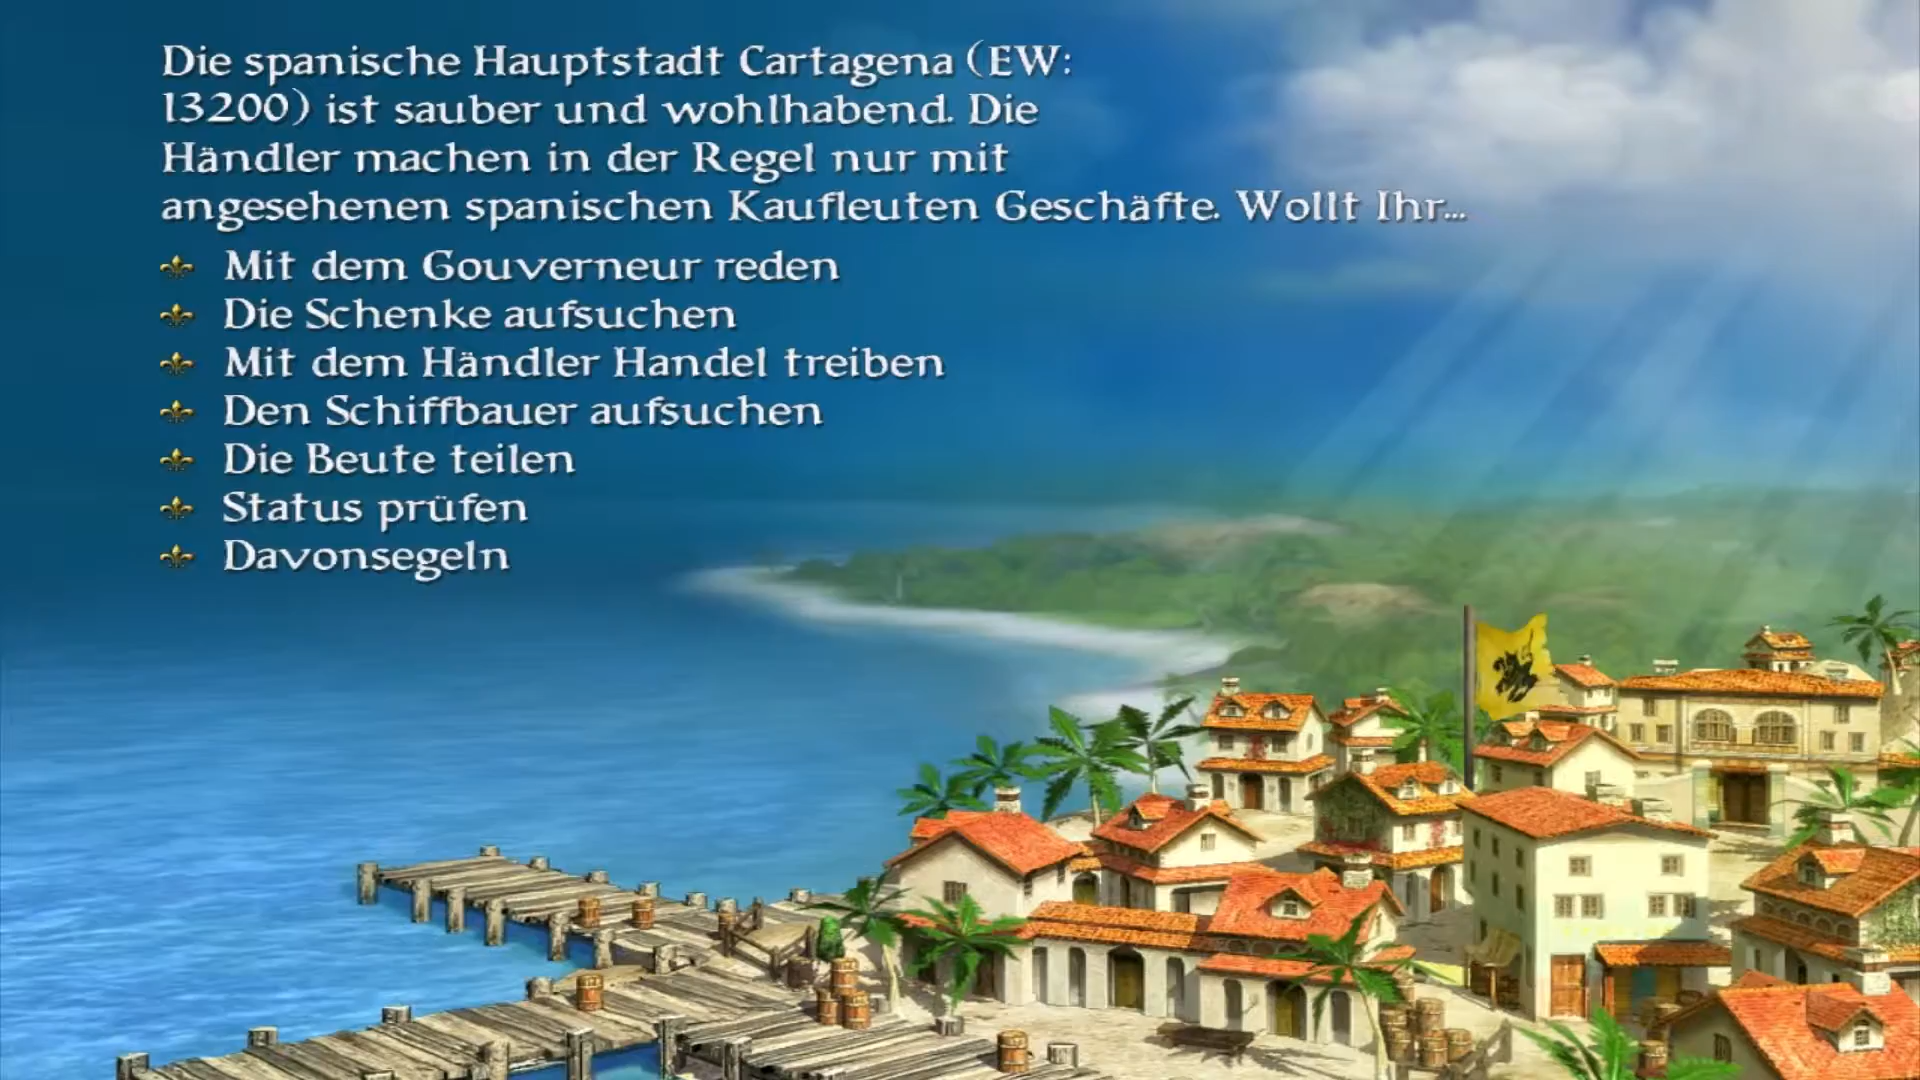 Die spanische Hauptstadt Cartagena (EW:
13200) ist sauber und wohlhabend. Die
Händler machen in der Regel nur mit
angesehenen spanischen Kaufleuten Geschäfte. Wollt Ihr...
Mit dem Gouverneur reden
Die Schenke aufsuchen
Mit dem Händler Handel treiben
Den Schiffbauer aufsuchen
Die Beute teilen
Status prüfen
Davonsegeln